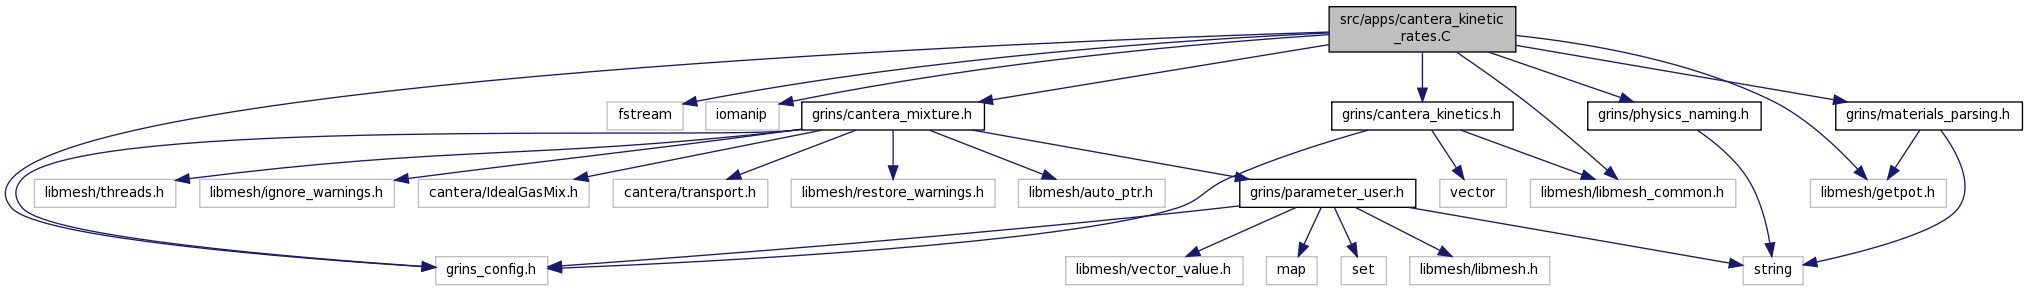 src/apps/cantera_kinetic
_rates.C
fstream
iomanip
grins/cantera_mixture.h
grins/cantera_kinetics.h
grins/physics_naming.h
grins/materials_parsing.h
libmesh/threads.h
libmesh/ignore_warnings.h
cantera/IdealGasMix.h
cantera/transport.h
libmesh/restore_warnings.h
libmesh/auto_ptr.h
grins/parameter_user.h
vector
libmesh/libmesh_common.h
libmesh/getpot.h
grins_config.h
libmesh/vector_value.h
map
set
libmesh/libmesh.h
string